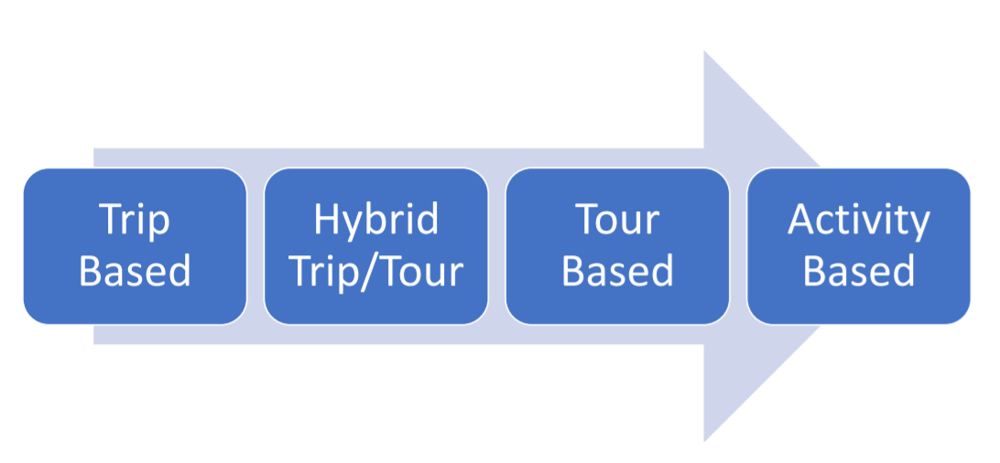 Trip
Based
Hybrid
Trip/Tour
Tour
Based
Activity
Based